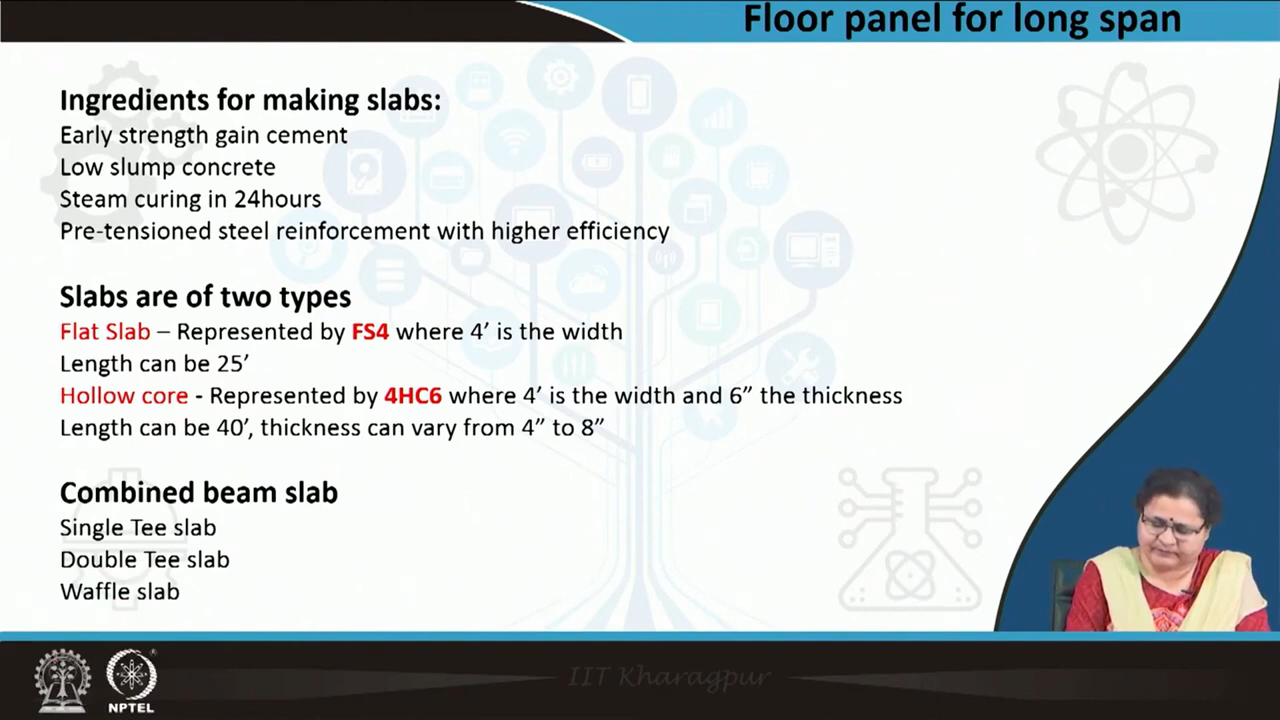 Floor panel for long span
Ingredients for making slabs:
Early strength gain cement
Low slump concrete
Steam curing in 24hours
Pre-tensioned steel reinforcement with higher efficiency
Slabs are of two types
Flat Slab – Represented by FS4 where 4’ is the width
Length can be 25’
Hollow core - Represented by 4HC6 where 4’ is the width and 6” the thickness
Length can be 40’, thickness can vary from 4” to 8”
Combined beam slab
Single Tee slab
Double Tee slab
Waffle slab
IIT Kharagpur
NPTEL